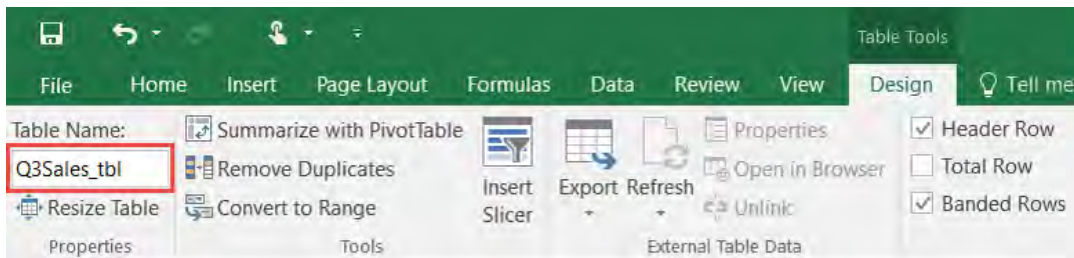 Table Tools
File Home Insert Page Layout Formulas Data Review View Design Tell me
Table Name:
Q3Sales_tbl
Resize Table
Properties
Summarize with PivotTable
Remove Duplicates
Convert to Range
Tools
Insert
Slicer
Export Refresh
Properties
Open in Browser
Unlink
External Table Data
Header Row
Total Row
Banded Rows